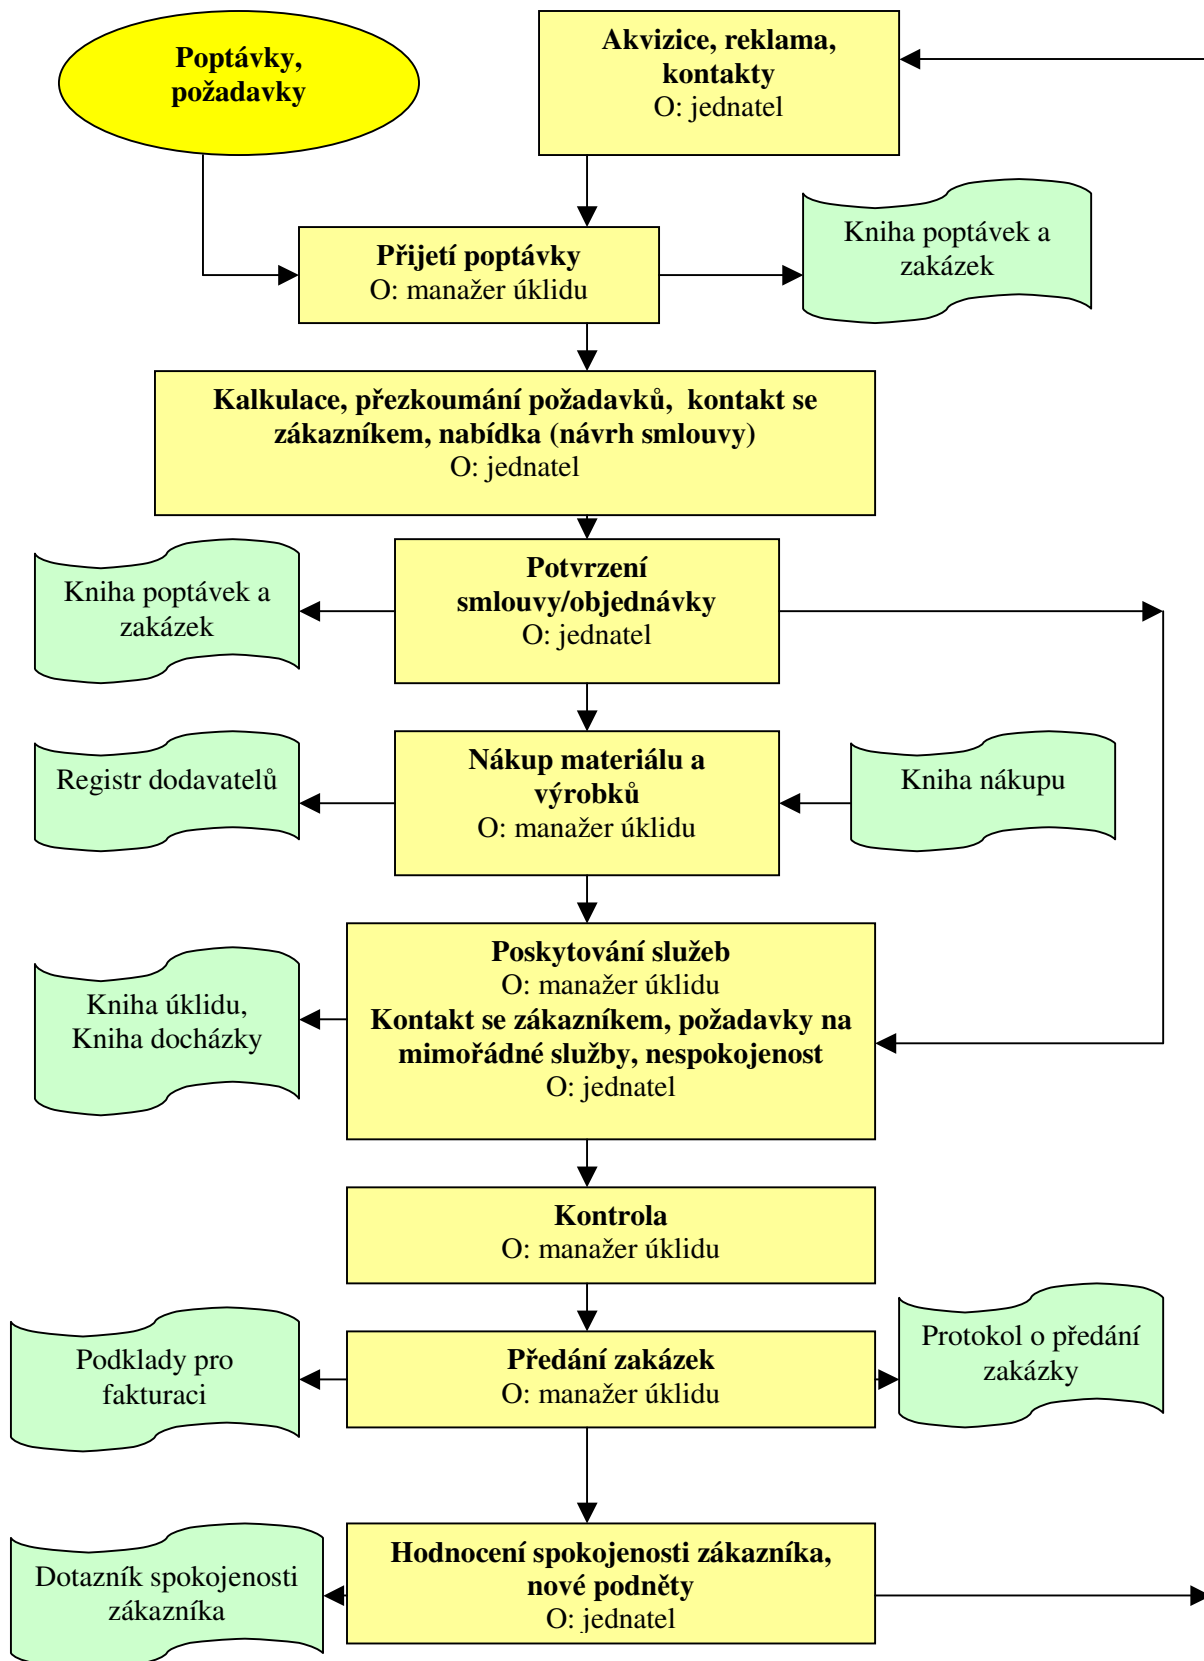 Poptávky,
požadavky
Akvizice, reklama,
kontakty
O: jednatel
Přijetí poptávky
O: manažer úklidu
Kniha poptávek a
zakázek
Kalkulace, přezkoumání požadavků,  kontakt se
zákazníkem, nabídka (návrh smlouvy)
O: jednatel
Kniha poptávek a
zakázek
Potvrzení
smlouvy/objednávky
O: jednatel
Registr dodavatelů
Nákup materiálu a
výrobků
O: manažer úklidu
Kniha nákupu
Kniha úklidu,
Kniha docházky
Poskytování služeb
O: manažer úklidu
Kontakt se zákazníkem, požadavky na
mimořádné služby, nespokojenost
O: jednatel
Kontrola
O: manažer úklidu
Podklady pro
fakturaci
Předání zakázek
O: manažer úklidu
Protokol o předání
zakázky
Dotazník spokojenosti
zákazníka
Hodnocení spokojenosti zákazníka,
nové podněty
O: jednatel